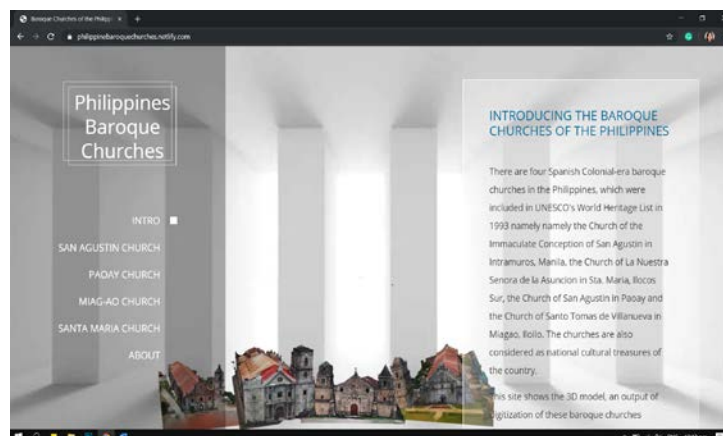 Baroque Churches of the Philipp
philippinebaroquechurches.netlify.com
Philippines
Baroque
Churches
INTRO
SAN AGUSTIN CHURCH
PAOAY CHURCH
MIAG-AO CHURCH
SANTA MARIA CHURCH
ABOUT
INTRODUCING THE BAROQUE
CHURCHES OF THE PHILIPPINES
There are four Spanish Colonial-era baroque
churches in the Philippines, which were
included in UNESCO's World Heritage List in
1993 namely namely the Church of the
Immaculate Conception of San Agustin in
Intramuros, Manila, the Church of La Nuestra
Senora de la Asuncion in Sta. Maria, Ilocos
Sur, the Church of San Agustin in Paoay and
the Church of Santo Tomas de Villanueva in
Miagao, Iloilo. The churches are also
considered as national cultural treasures of
the country.
This site shows the 3D model, an output of
digitization of these baroque churches